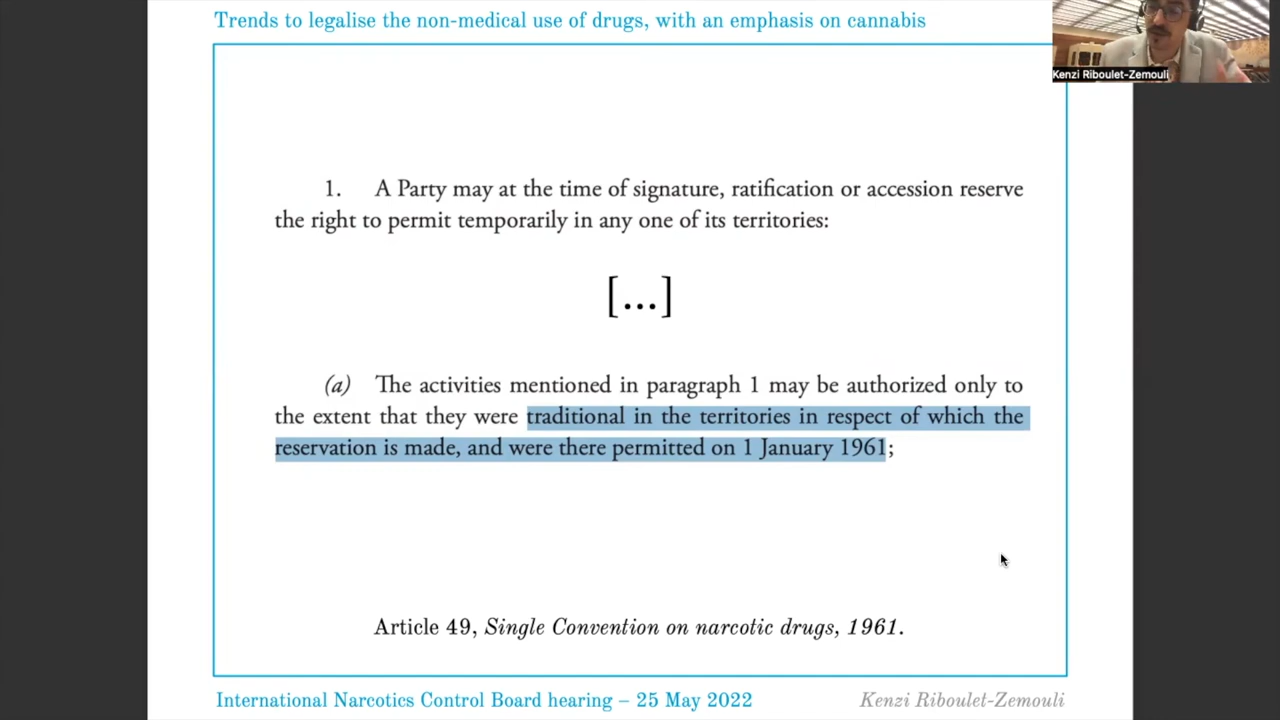 Trends to legalise the non-medical use of drugs, with an emphasis on cannabis
Kenzi Riboulet-Zemouli
1. A Party may at the time of signature, ratification or accession reserve
the right to permit temporarily in any one of its territories:
[...]
(a) The activities mentioned in paragraph 1 may be authorized only to
the extent that they were traditional in the territories in respect of which the
reservation is made, and were there permitted on 1 January 1961;
Article 49, Single Convention on narcotic drugs, 1961.
International Narcotics Control Board hearing – 25 May 2022
Kenzi Riboulet-Zemouli